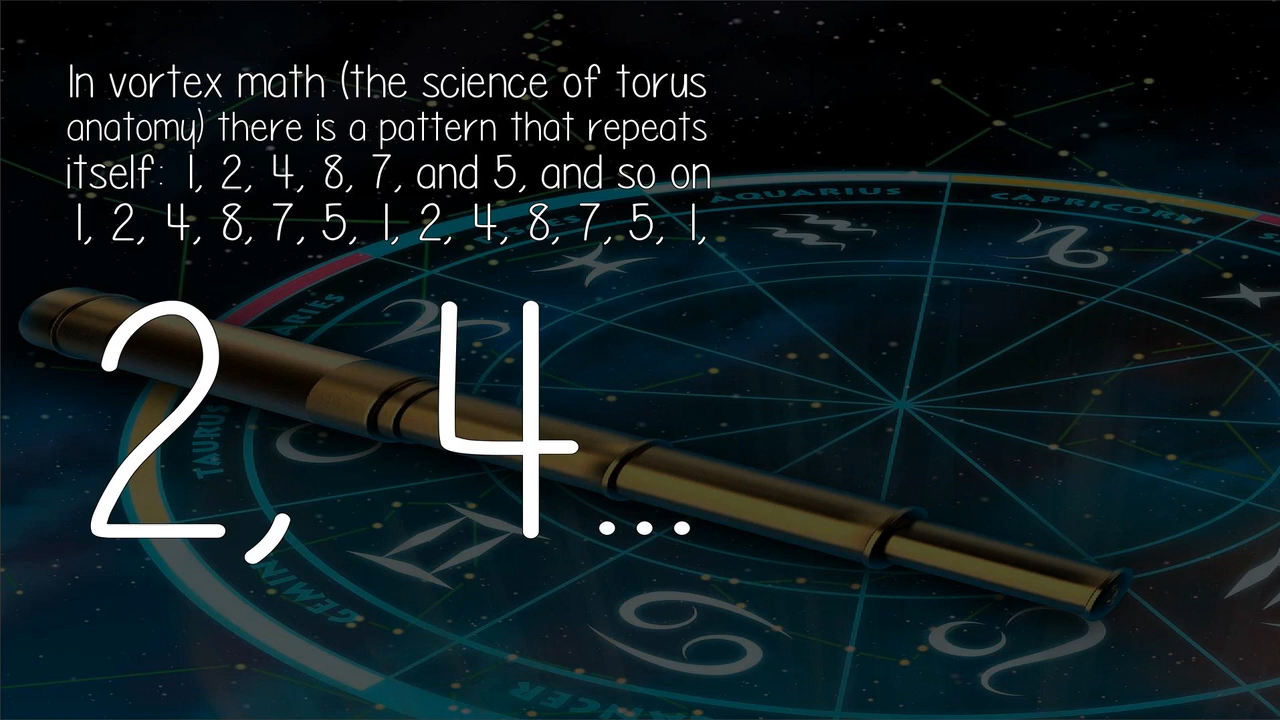 In vortex math (the science of torus
anatomy) there is a pattern that repeats
itself: 1, 2, 4, 8, 7, and 5, and so on
1, 2, 4, 8, 7, 5, 1, 2, 4, 8, 7, 5, 1,
2, 4...
AQUARIUS
CAPRICORN
ARIES
TAURUS
GEMINI
CANCER